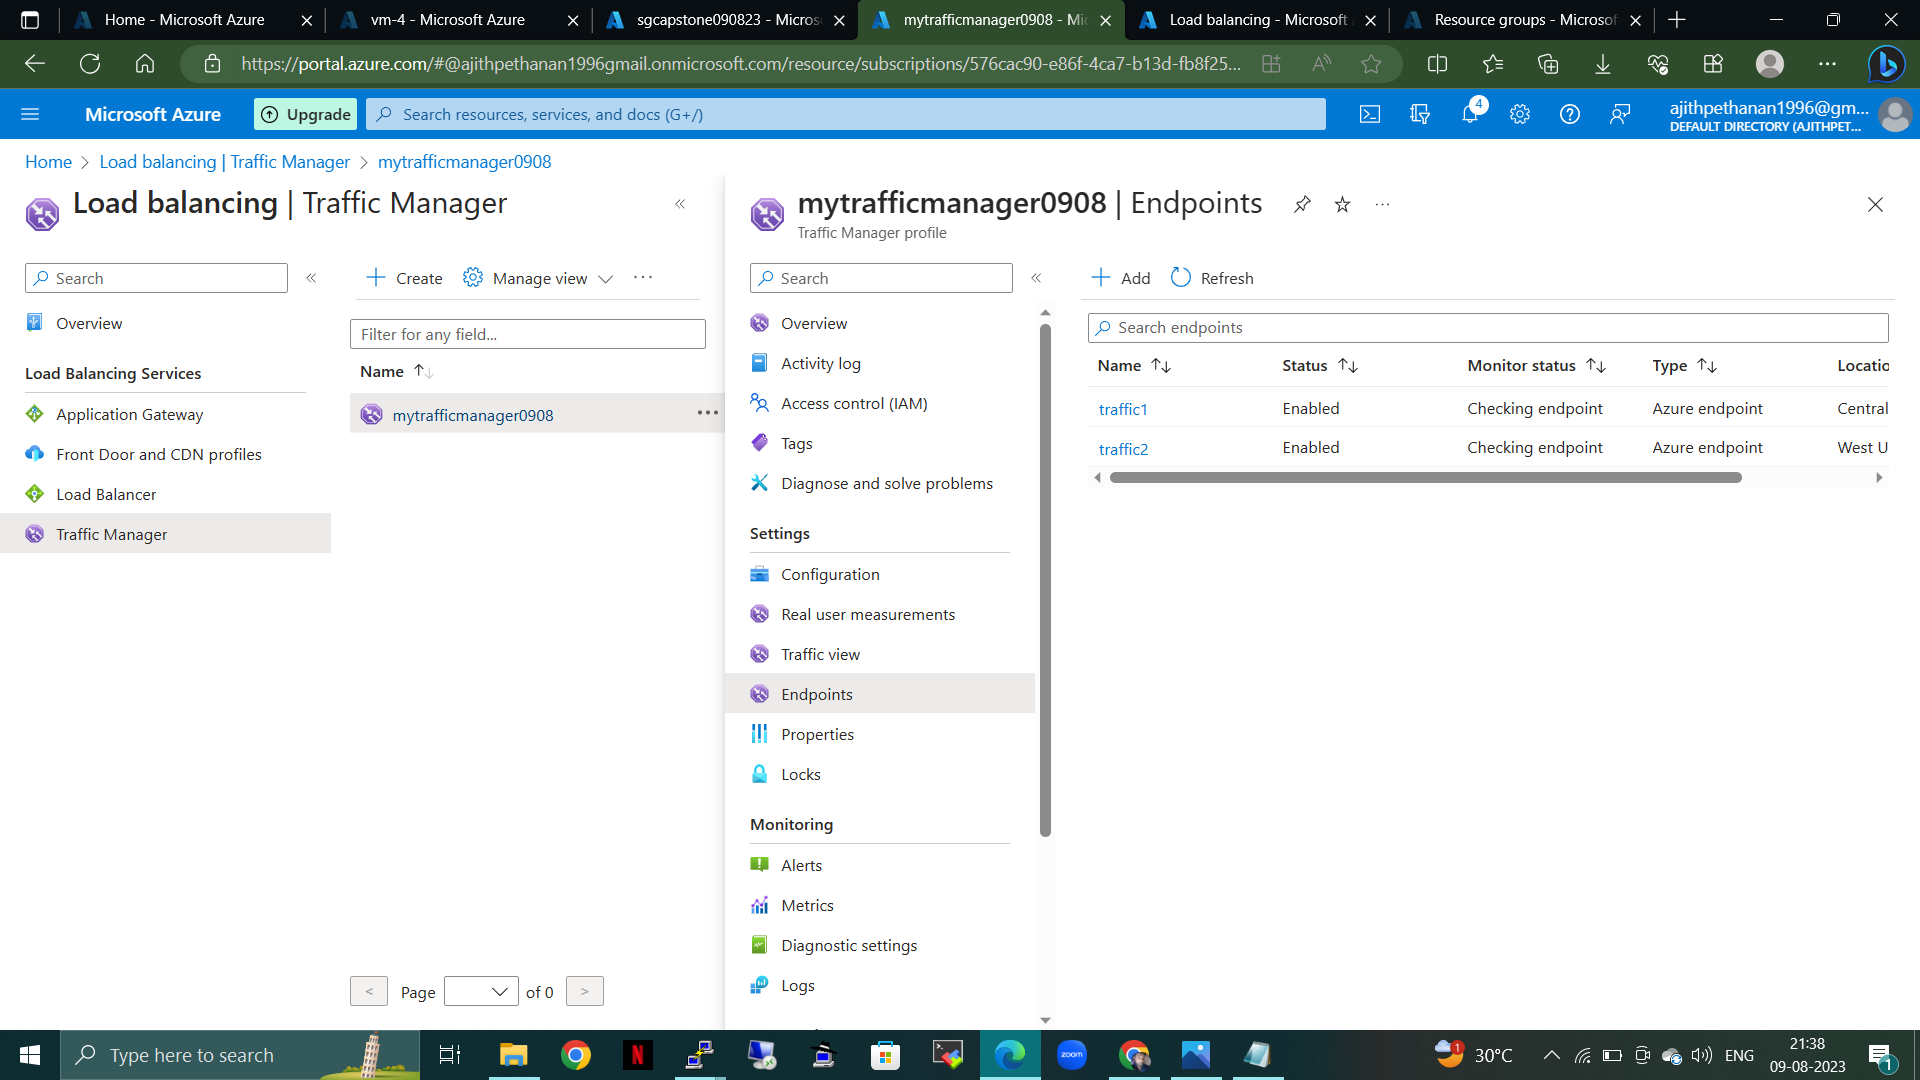 Home - Microsoft Azure
vm-4 - Microsoft Azure
sgcapstone090823 - Micros
mytrafficmanager0908 - Mic
Load balancing - Microsoft
Resource groups - Microsof
https://portal.azure.com/#@ajithpethanan1996gmail.onmicrosoft.com/resource/subscriptions/576cac90-e86f-4ca7-b13d-fb8f25...
Microsoft Azure
Upgrade
Search resources, services, and docs (G+/)
4
ajithpethanan1996@gm...
DEFAULT DIRECTORY (AJITHPET...
Home > Load balancing | Traffic Manager > mytrafficmanager0908
Load balancing | Traffic Manager
Search
Overview
Load Balancing Services
Application Gateway
Front Door and CDN profiles
Load Balancer
Traffic Manager
Create
Manage view
Filter for any field...
Name
mytrafficmanager0908
< Page of 0 >
mytrafficmanager0908 | Endpoints
Traffic Manager profile
Search
Overview
Activity log
Access control (IAM)
Tags
Diagnose and solve problems
Settings
Configuration
Real user measurements
Traffic view
Endpoints
Properties
Locks
Monitoring
Alerts
Metrics
Diagnostic settings
Logs
Add
Refresh
Search endpoints
Name Status Monitor status Type Locatio
traffic1 Enabled Checking endpoint Azure endpoint Central
traffic2 Enabled Checking endpoint Azure endpoint West U
Type here to search
zoom
1
30°C
ENG
21:38
09-08-2023
1